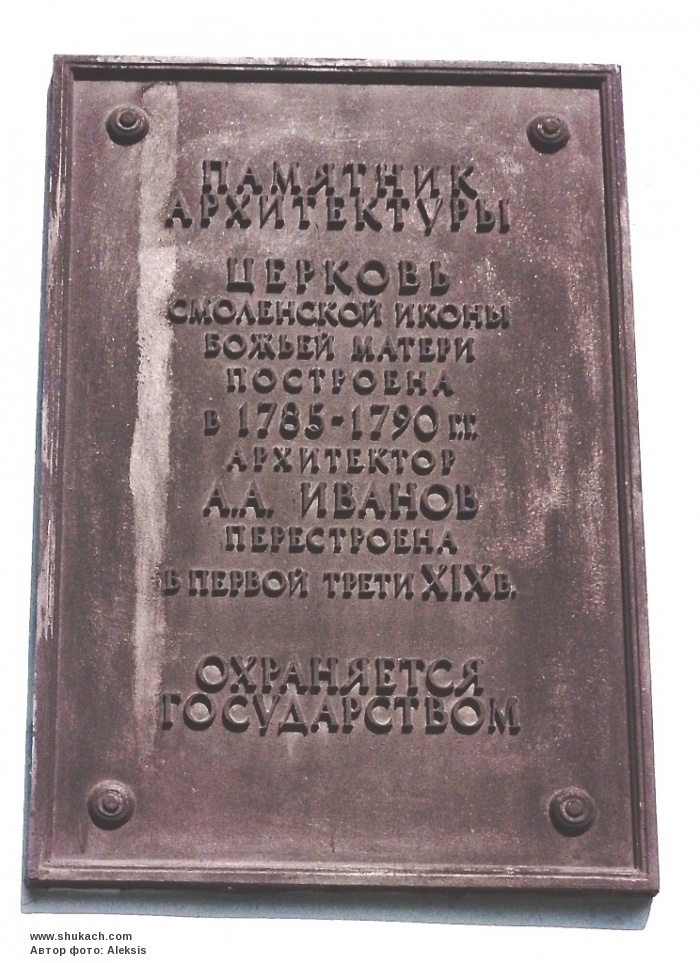 ПАМЯТНИК
АРХИТЕКТУРЫ
ЦЕРКОВЬ
СМОЛЕНСКОЙ ИКОНЫ
БОЖЬЕЙ МАТЕРИ
ПОСТРОЕНА
В 1785-1790 г.г.
АРХИТЕКТОР
А.А. ИВАНОВ
ПЕРЕСТРОЕНА
В ПЕРВОЙ ТРЕТИ XIX в.
ОХРАНЯЕТСЯ
ГОСУДАРСТВОМ
www.shukach.com
Автор фото: Aleksis